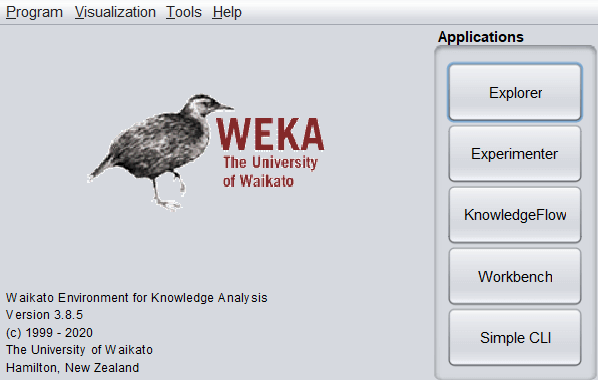 Program Visualization Tools Help
Applications
Explorer
Experimenter
KnowledgeFlow
Workbench
Simple CLI
WEKA
The University
of Waikato
Waikato Environment for Knowledge Analysis
Version 3.8.5
(c) 1999 - 2020
The University of Waikato
Hamilton, New Zealand